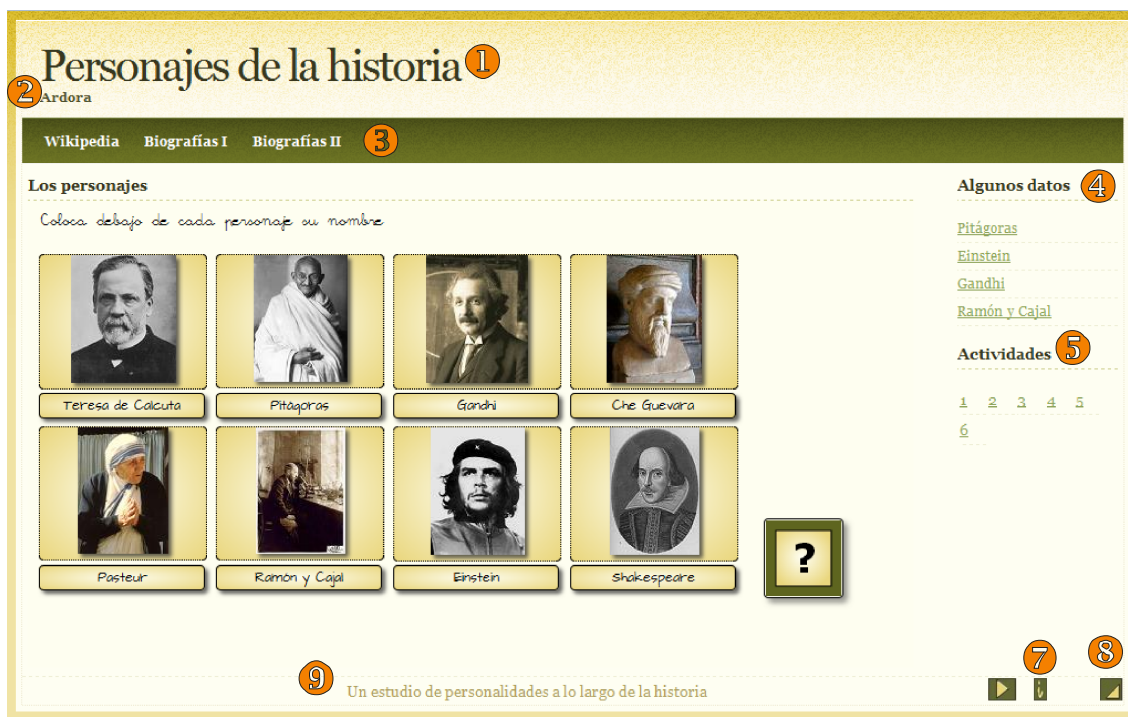 Personajes de la historia 1
2 Ardora
Wikipedia Biografías I Biografías II 3
Los personajes
Coloca debajo de cada personaje su nombre
Teresa de Calcuta Pitágoras Gandhi Che Guevara
Pasteur Ramón y Cajal Einstein Shakespeare
?
Algunos datos 4
Pitágoras
Einstein
Gandhi
Ramón y Cajal
Actividades 5
1 2 3 4 5
6
7 8
9 Un estudio de personalidades a lo largo de la historia i